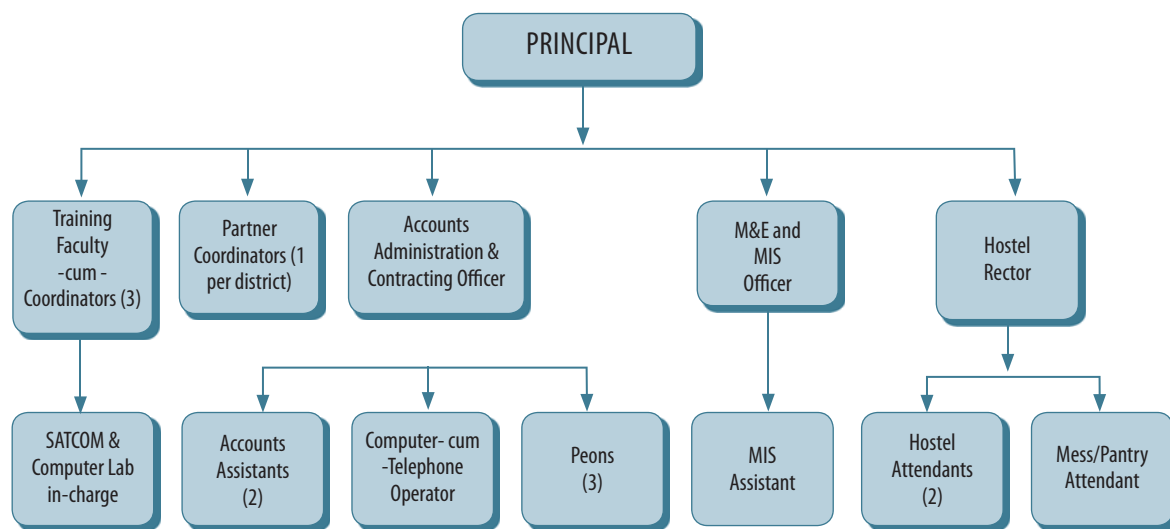 PRINCIPAL
Training
Faculty
-cum -
Coordinators (3)
Partner
Coordinators (1
per district)
Accounts
Administration &
Contracting Officer
M&E and
MIS
Officer
Hostel
Rector
SATCOM &
Computer Lab
in-charge
Accounts
Assistants
(2)
Computer- cum
-Telephone
Operator
Peons
(3)
MIS
Assistant
Hostel
Attendants
(2)
Mess/Pantry
Attendant